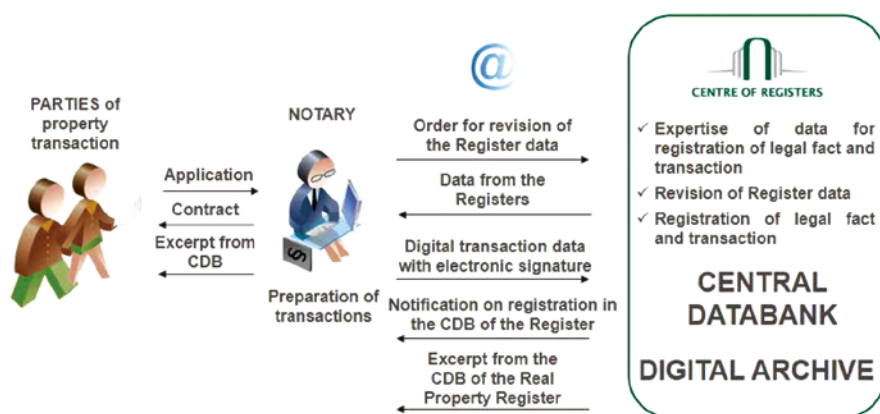 PARTIES of
property
transaction
Application
Contract
Excerpt from
CDB
NOTARY
§
Preparation of
transactions
@
Order for revision of
the Register data
Data from the
Registers
Digital transaction data
with electronic signature
Notification on registration in
the CDB of the Register
Excerpt from the
CDB of the Real
Property Register
CENTRE OF REGISTERS
✓ Expertise of data for
registration of legal fact and
transaction
✓ Revision of Register data
✓ Registration of legal fact
and transaction
CENTRAL
DATABANK
DIGITAL ARCHIVE